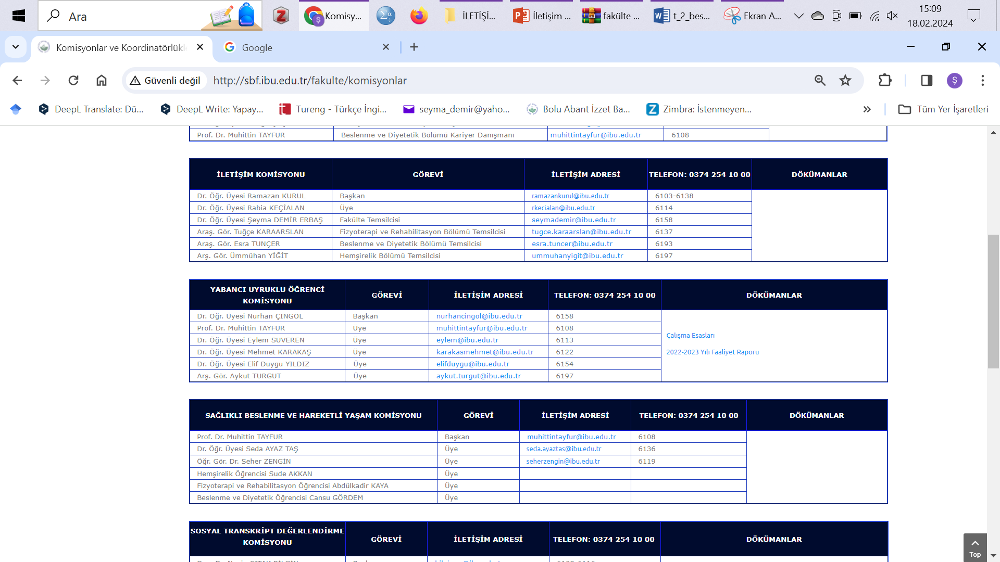 Ara
Komisy...
İLETİŞİ...
İletişim ...
fakülte ...
t_2_bes...
Ekran A...
15:09
18.02.2024
Komisyonlar ve Koordinatörlükl
Google
Güvenli değil
http://sbf.ibu.edu.tr/fakulte/komisyonlar
Ş
DeepL Translate: Dü...
DeepL Write: Yapay...
Tureng - Türkçe İngi...
seyma_demir@yaho...
Bolu Abant İzzet Ba...
Zimbra: İstenmeyen...
Tüm Yer İşaretleri
Prof. Dr. Muhittin TAYFUR Beslenme ve Diyetetik Bölümü Kariyer Danışmanı muhittintayfur@ibu.edu.tr 6108
İLETİŞİM KOMİSYONU GÖREVİ İLETİŞİM ADRESİ TELEFON: 0374 254 10 00 DÖKÜMANLAR
Dr. Öğr. Üyesi Ramazan KURUL Başkan ramazankurul@ibu.edu.tr 6103-6138
Dr. Öğr. Üyesi Rabia KEÇİALAN Üye rkecialan@ibu.edu.tr 6114
Dr. Öğr. Üyesi Şeyma DEMİR ERBAŞ Fakülte Temsilcisi seymademir@ibu.edu.tr 6158
Araş. Gör. Tuğçe KARAARSLAN Fizyoterapi ve Rehabilitasyon Bölümü Temsilcisi tugce.karaarslan@ibu.edu.tr 6137
Araş. Gör. Esra TUNÇER Beslenme ve Diyetetik Bölümü Temsilcisi esra.tuncer@ibu.edu.tr 6193
Arş. Gör. Ümmühan YİĞİT Hemşirelik Bölümü Temsilcisi ummuhanyigit@ibu.edu.tr 6197
YABANCI UYRUKLU ÖĞRENCİ
KOMİSYONU GÖREVİ İLETİŞİM ADRESİ TELEFON: 0374 254 10 00 DÖKÜMANLAR
Dr. Öğr. Üyesi Nurhan ÇİNGÖL Başkan nurhancingol@ibu.edu.tr 6158
Prof. Dr. Muhittin TAYFUR Üye muhittintayfur@ibu.edu.tr 6108
Dr. Öğr. Üyesi Eylem SUVEREN Üye eylem@ibu.edu.tr 6113
Dr. Öğr. Üyesi Mehmet KARAKAŞ Üye karakasmehmet@ibu.edu.tr 6122
Dr. Öğr. Üyesi Elif Duygu YILDIZ Üye elifduygu@ibu.edu.tr 6154
Arş. Gör. Aykut TURGUT Üye aykut.turgut@ibu.edu.tr 6197
Çalışma Esasları
2022-2023 Yılı Faaliyet Raporu
SAĞLIKLI BESLENME VE HAREKETLİ YAŞAM KOMİSYONU GÖREVİ İLETİŞİM ADRESİ TELEFON: 0374 254 10 00 DÖKÜMANLAR
Prof. Dr. Muhittin TAYFUR Başkan muhittintayfur@ibu.edu.tr 6108
Dr. Öğr. Üyesi Seda AYAZ TAŞ Üye seda.ayaztas@ibu.edu.tr 6136
Öğr. Gör. Dr. Seher ZENGİN Üye seherzengin@ibu.edu.tr 6119
Hemşirelik Öğrencisi Sude AKKAN Üye
Fizyoterapi ve Rehabilitasyon Öğrencisi Abdülkadir KAYA Üye
Beslenme ve Diyetetik Öğrencisi Cansu GÖRDEM Üye
SOSYAL TRANSKRİPT DEĞERLENDİRME
KOMİSYONU GÖREVİ İLETİŞİM ADRESİ TELEFON: 0374 254 10 00 DÖKÜMANLAR
Top